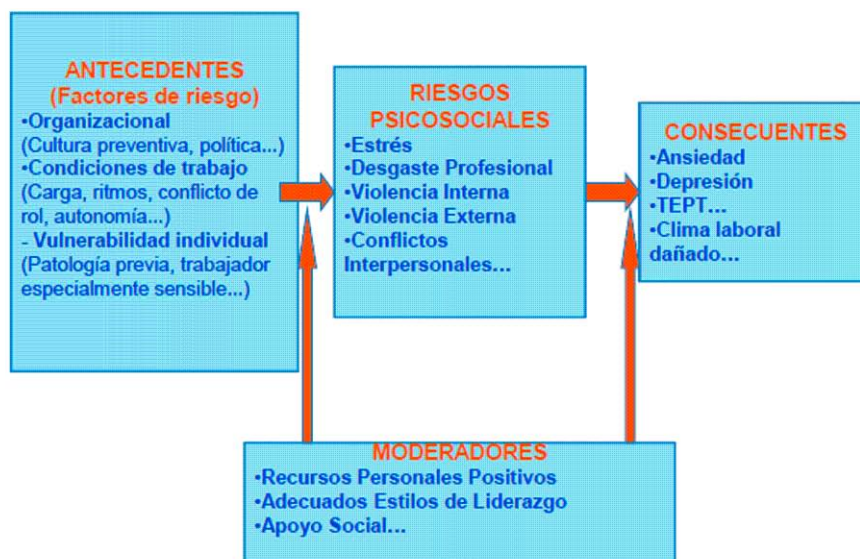 ANTECEDENTES
(Factores de riesgo)
•Organizacional
(Cultura preventiva, política...)
•Condiciones de trabajo
(Carga, ritmos, conflicto de
rol, autonomía...)
- Vulnerabilidad individual
(Patología previa, trabajador
especialmente sensible...)
RIESGOS
PSICOSOCIALES
•Estrés
•Desgaste Profesional
•Violencia Interna
•Violencia Externa
•Conflictos
Interpersonales...
CONSECUENTES
•Ansiedad
•Depresión
•TEPT...
•Clima laboral
dañado...
MODERADORES
•Recursos Personales Positivos
•Adecuados Estilos de Liderazgo
•Apoyo Social...